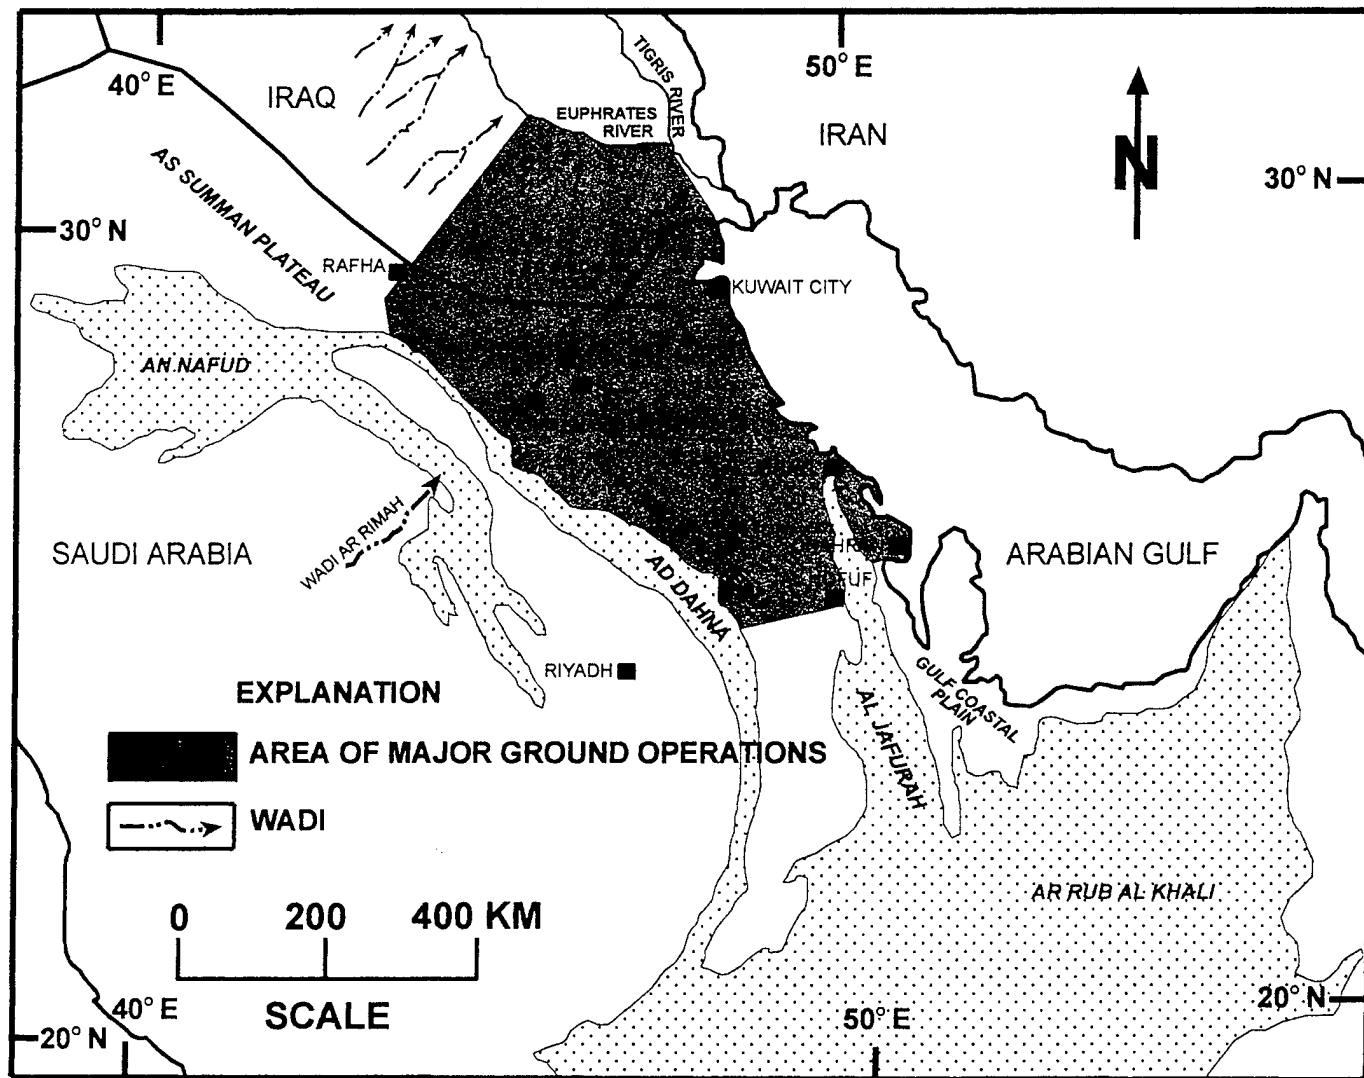 40° E
IRAQ
TIGRIS RIVER
50° E
EUPHRATES
RIVER
IRAN
N
30° N
AS SUMMAN PLATEAU
30° N
RAFHA
KUWAIT CITY
AN NAFUD
WADI AR RIMAH
SAUDI ARABIA
ARABIAN GULF
AD DAHNA
RIYADH
GULF COASTAL
PLAIN
AL JAFURAH
EXPLANATION
AREA OF MAJOR GROUND OPERATIONS
WADI
AR RUB AL KHALI
0 200 400 KM
SCALE
40° E
20° N
50° E
20° N